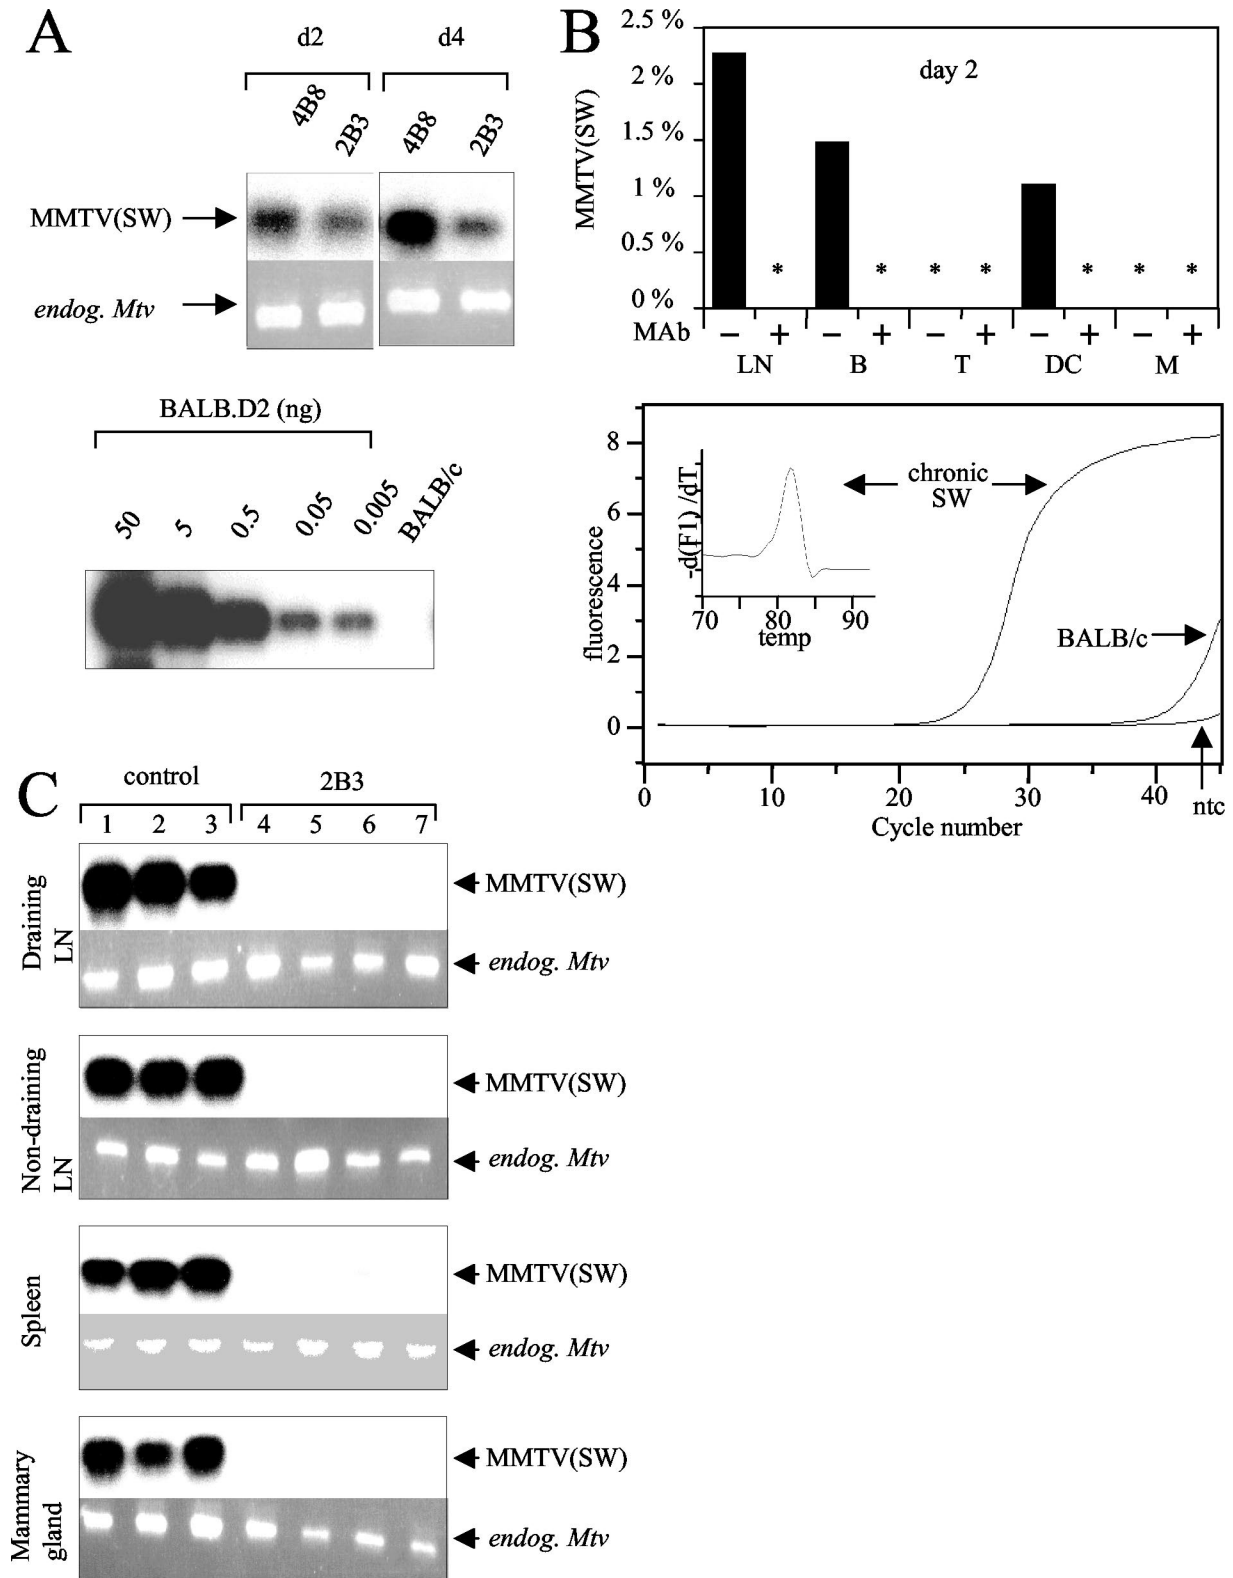 A
d2 d4
4B8 2B3 4B8 2B3
MMTV(SW)
endog. Mtv
BALB.D2 (ng)
50 5 0.5 0.05 0.005 BALB/c
B
2.5 %
2 %
1.5 %
1 %
0.5 %
0 %
MMTV(SW)
day 2
* * * * * * *
MAb − + − + − + − + − +
LN B T DC M
8
6
4
2
0
fluorescence
-d(F1) /dT
70 80 90
temp
chronic
SW
BALB/c
0 10 20 30 40 ntc
Cycle number
C
control 2B3
1 2 3 4 5 6 7
Draining
LN
MMTV(SW)
endog. Mtv
Non-draining
LN
MMTV(SW)
endog. Mtv
Spleen
MMTV(SW)
endog. Mtv
Mammary
gland
MMTV(SW)
endog. Mtv